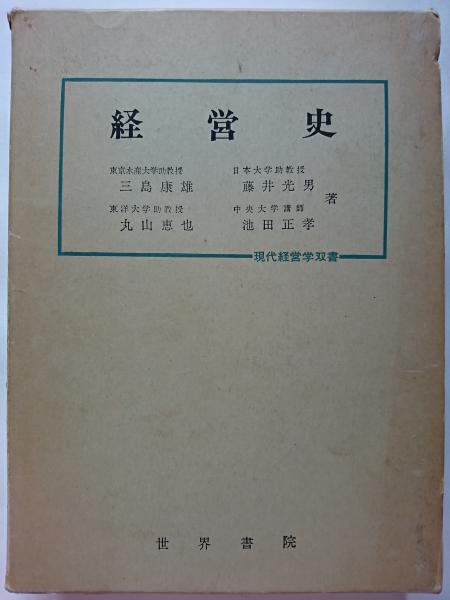 経営史
東京水産大学助教授 日本大学助教授
三島康雄 藤井光男
著
東洋大学助教授 中央大学講師
丸山恵也 池田正孝
現代経営学双書
世界書院